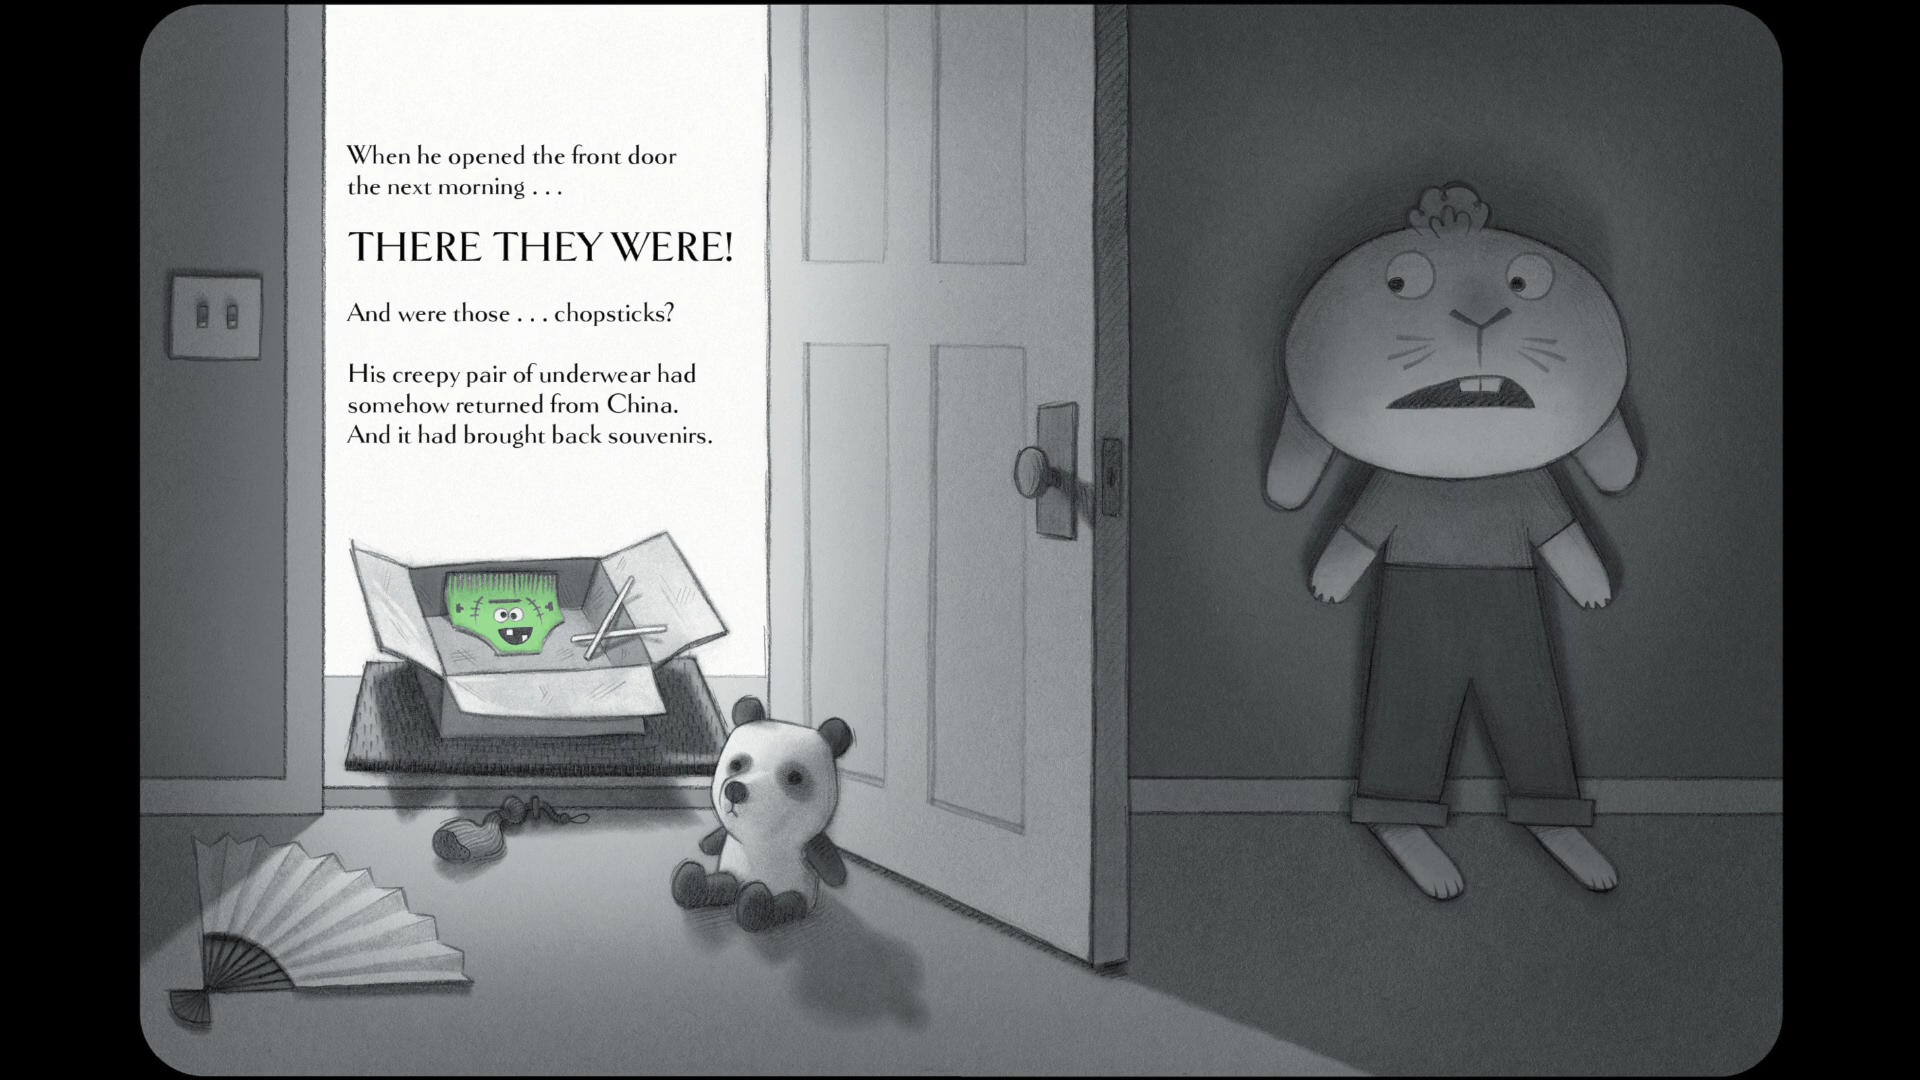 When he opened the front door
the next morning . . .
THERE THEY WERE!
And were those . . . chopsticks?
His creepy pair of underwear had
somehow returned from China.
And it had brought back souvenirs.